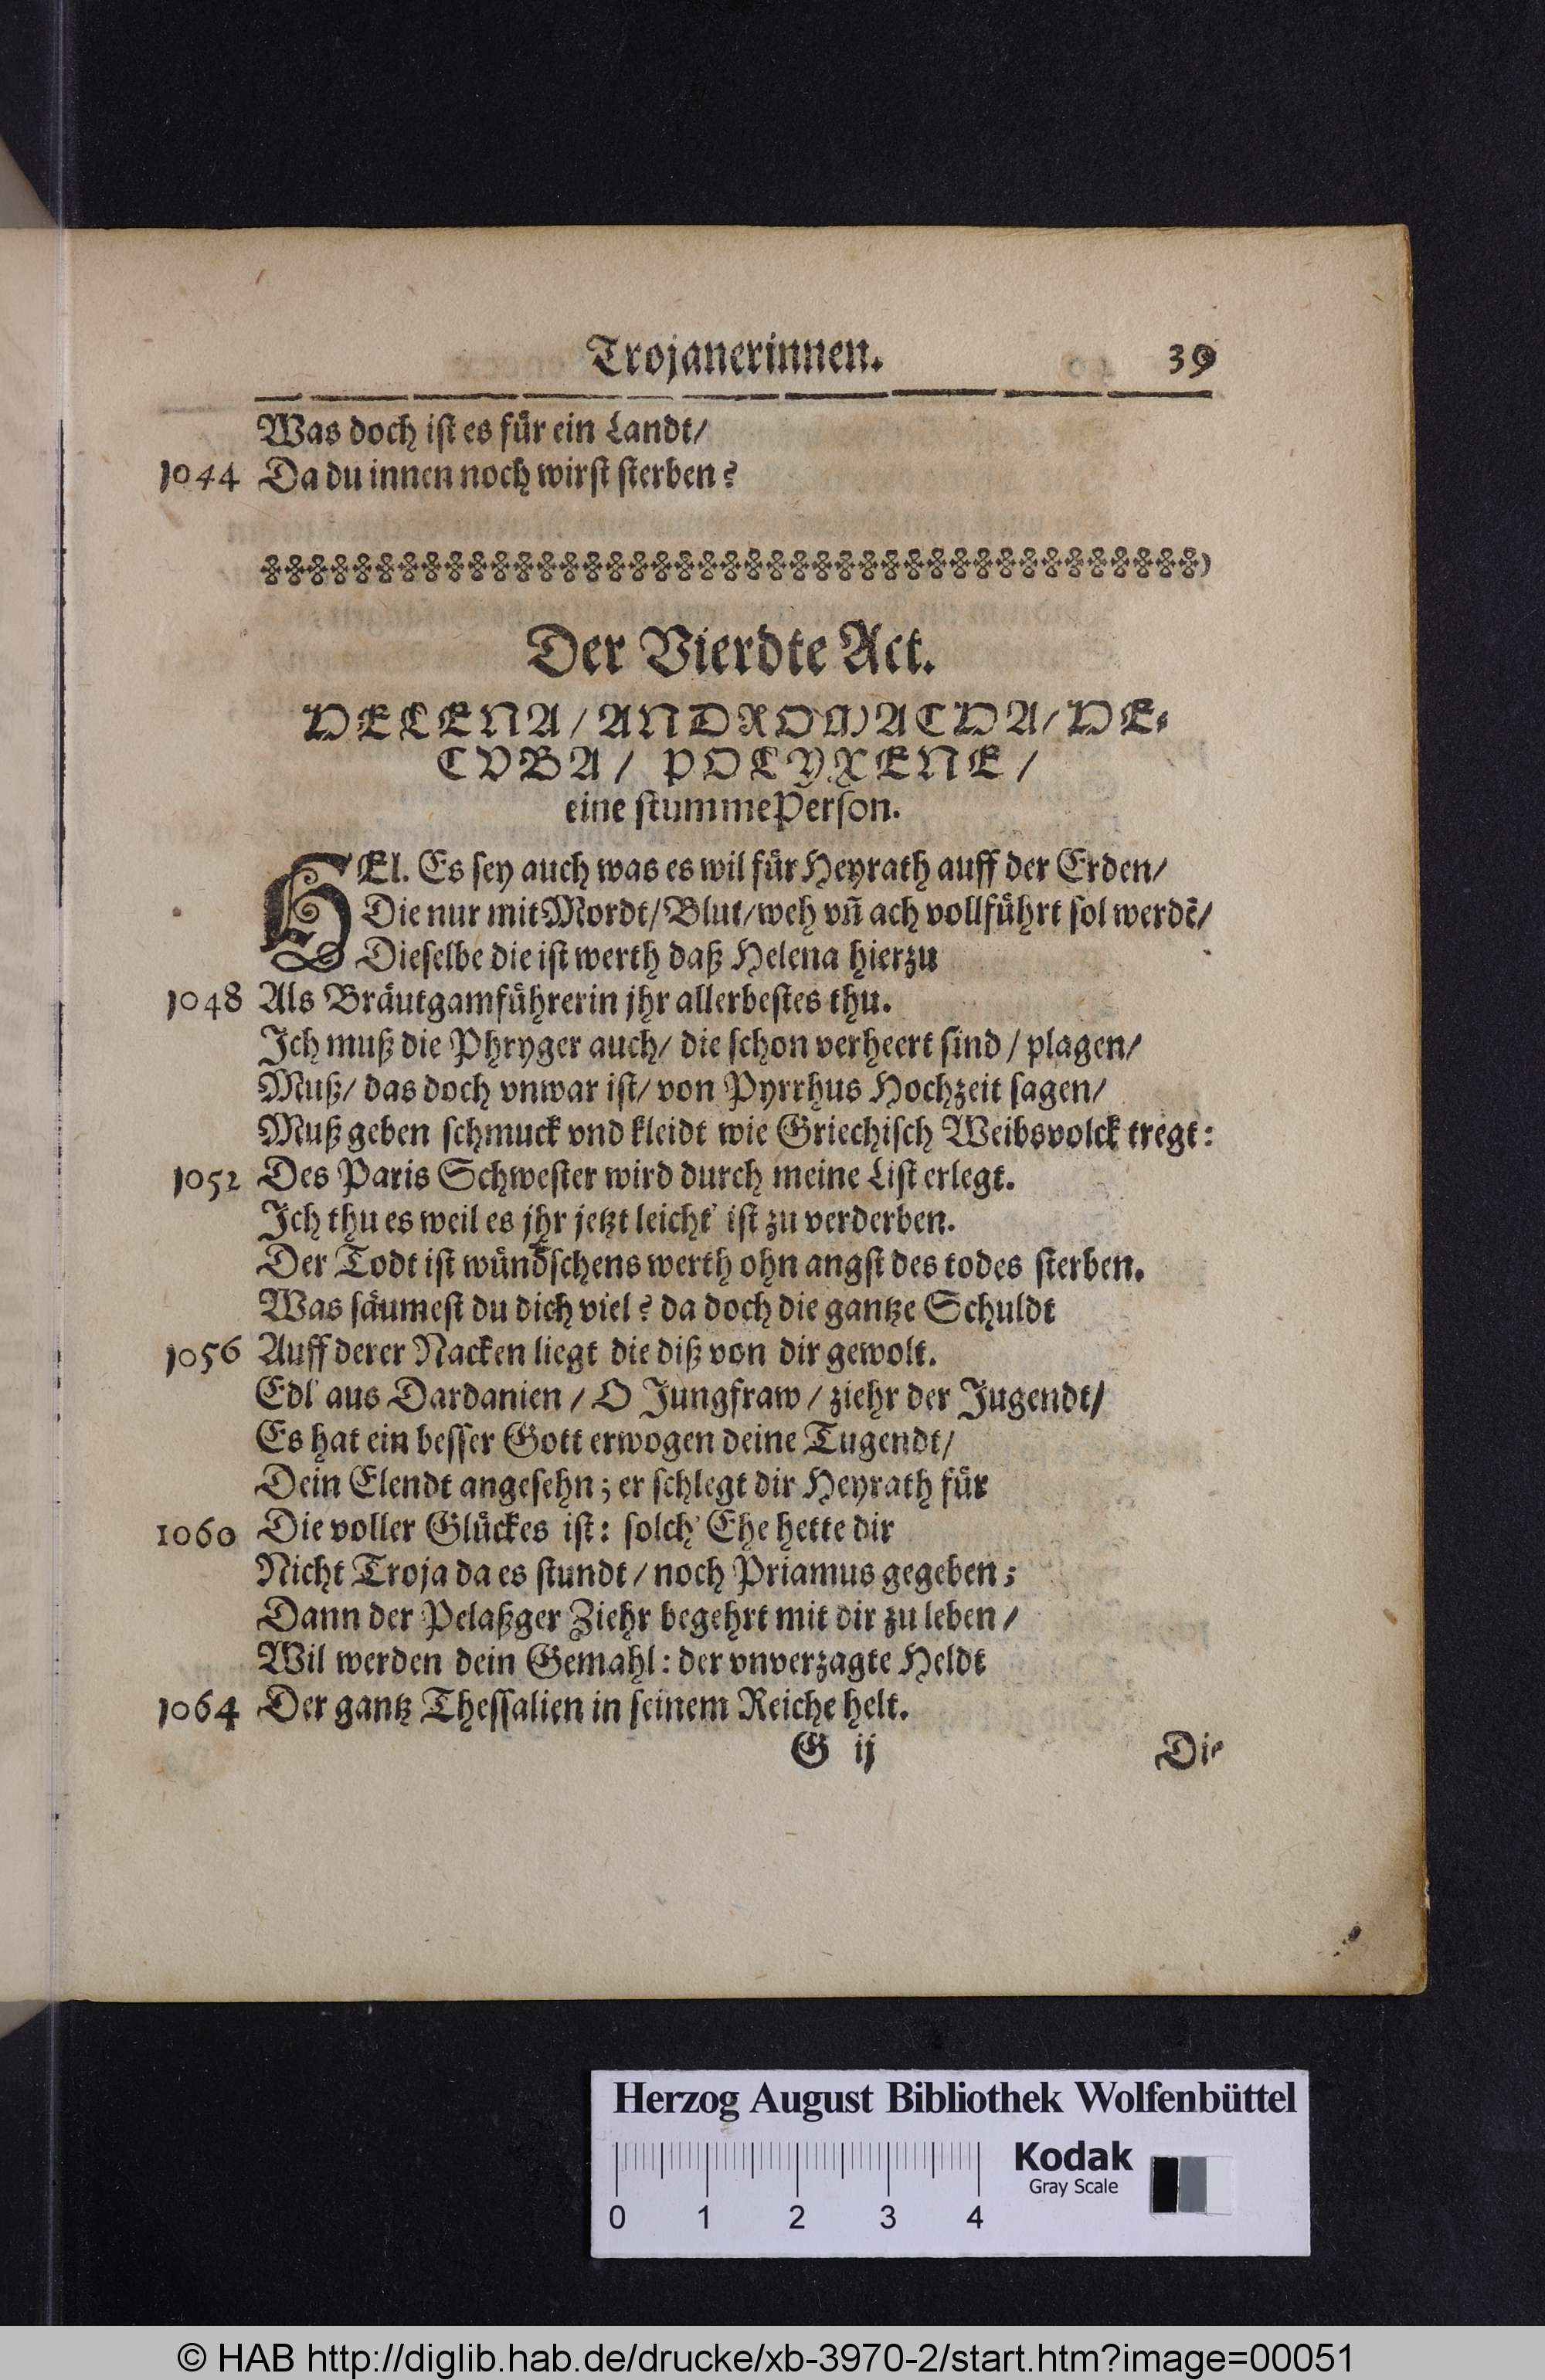 Trojanerinnen. 39
Was doch ist es für ein Landt/
1044 Da du innen noch wirst sterben?
Der Vierdte Act.
HELENA/ ANDROMACHA/ HE⸗
CUBA/ POLYXENE/
eine stumme Person.
HEl. Es sey auch was es wil für Heyrath auff der Erden/
Die nur mit Mordt/ Blut/ weh vn̄ ach vollführt sol werdē/
Dieselbe die ist werth daß Helena hierzu
1048 Als Bräutgamführerin jhr allerbestes thu.
Ich muß die Phryger auch/ die schon verheert sind/ plagen/
Muß/ das doch vnwar ist/ von Pyrrhus Hochzeit sagen/
Muß geben schmuck vnd kleidt wie Griechisch Weibsvolck tregt:
1052 Des Paris Schwester wird durch meine List erlegt.
Ich thu es weil es jhr jetzt leicht' ist zu verderben.
Der Todt ist wündschens werth ohn angst des todes sterben.
Was säumest du dich viel? da doch die gantze Schuldt
1056 Auff derer Nacken liegt die diß von dir gewolt.
Edl' aus Dardanien/ O Jungfraw/ ziehr der Jugendt/
Es hat ein besser Gott erwogen deine Tugendt/
Dein Elendt angesehn; er schlegt dir Heyrath für
1060 Die voller Glückes ist: solch' Ehe hette dir
Nicht Troja da es stundt/ noch Priamus gegeben;
Dann der Pelaßger Ziehr begehrt mit dir zu leben/
Wil werden dein Gemahl: der vnverzagte Heldt
1064 Der gantz Thessalien in seinem Reiche helt.
G ij Die
Herzog August Bibliothek Wolfenbüttel
Kodak
Gray Scale
0 1 2 3 4
© HAB http://diglib.hab.de/drucke/xb-3970-2/start.htm?image=00051